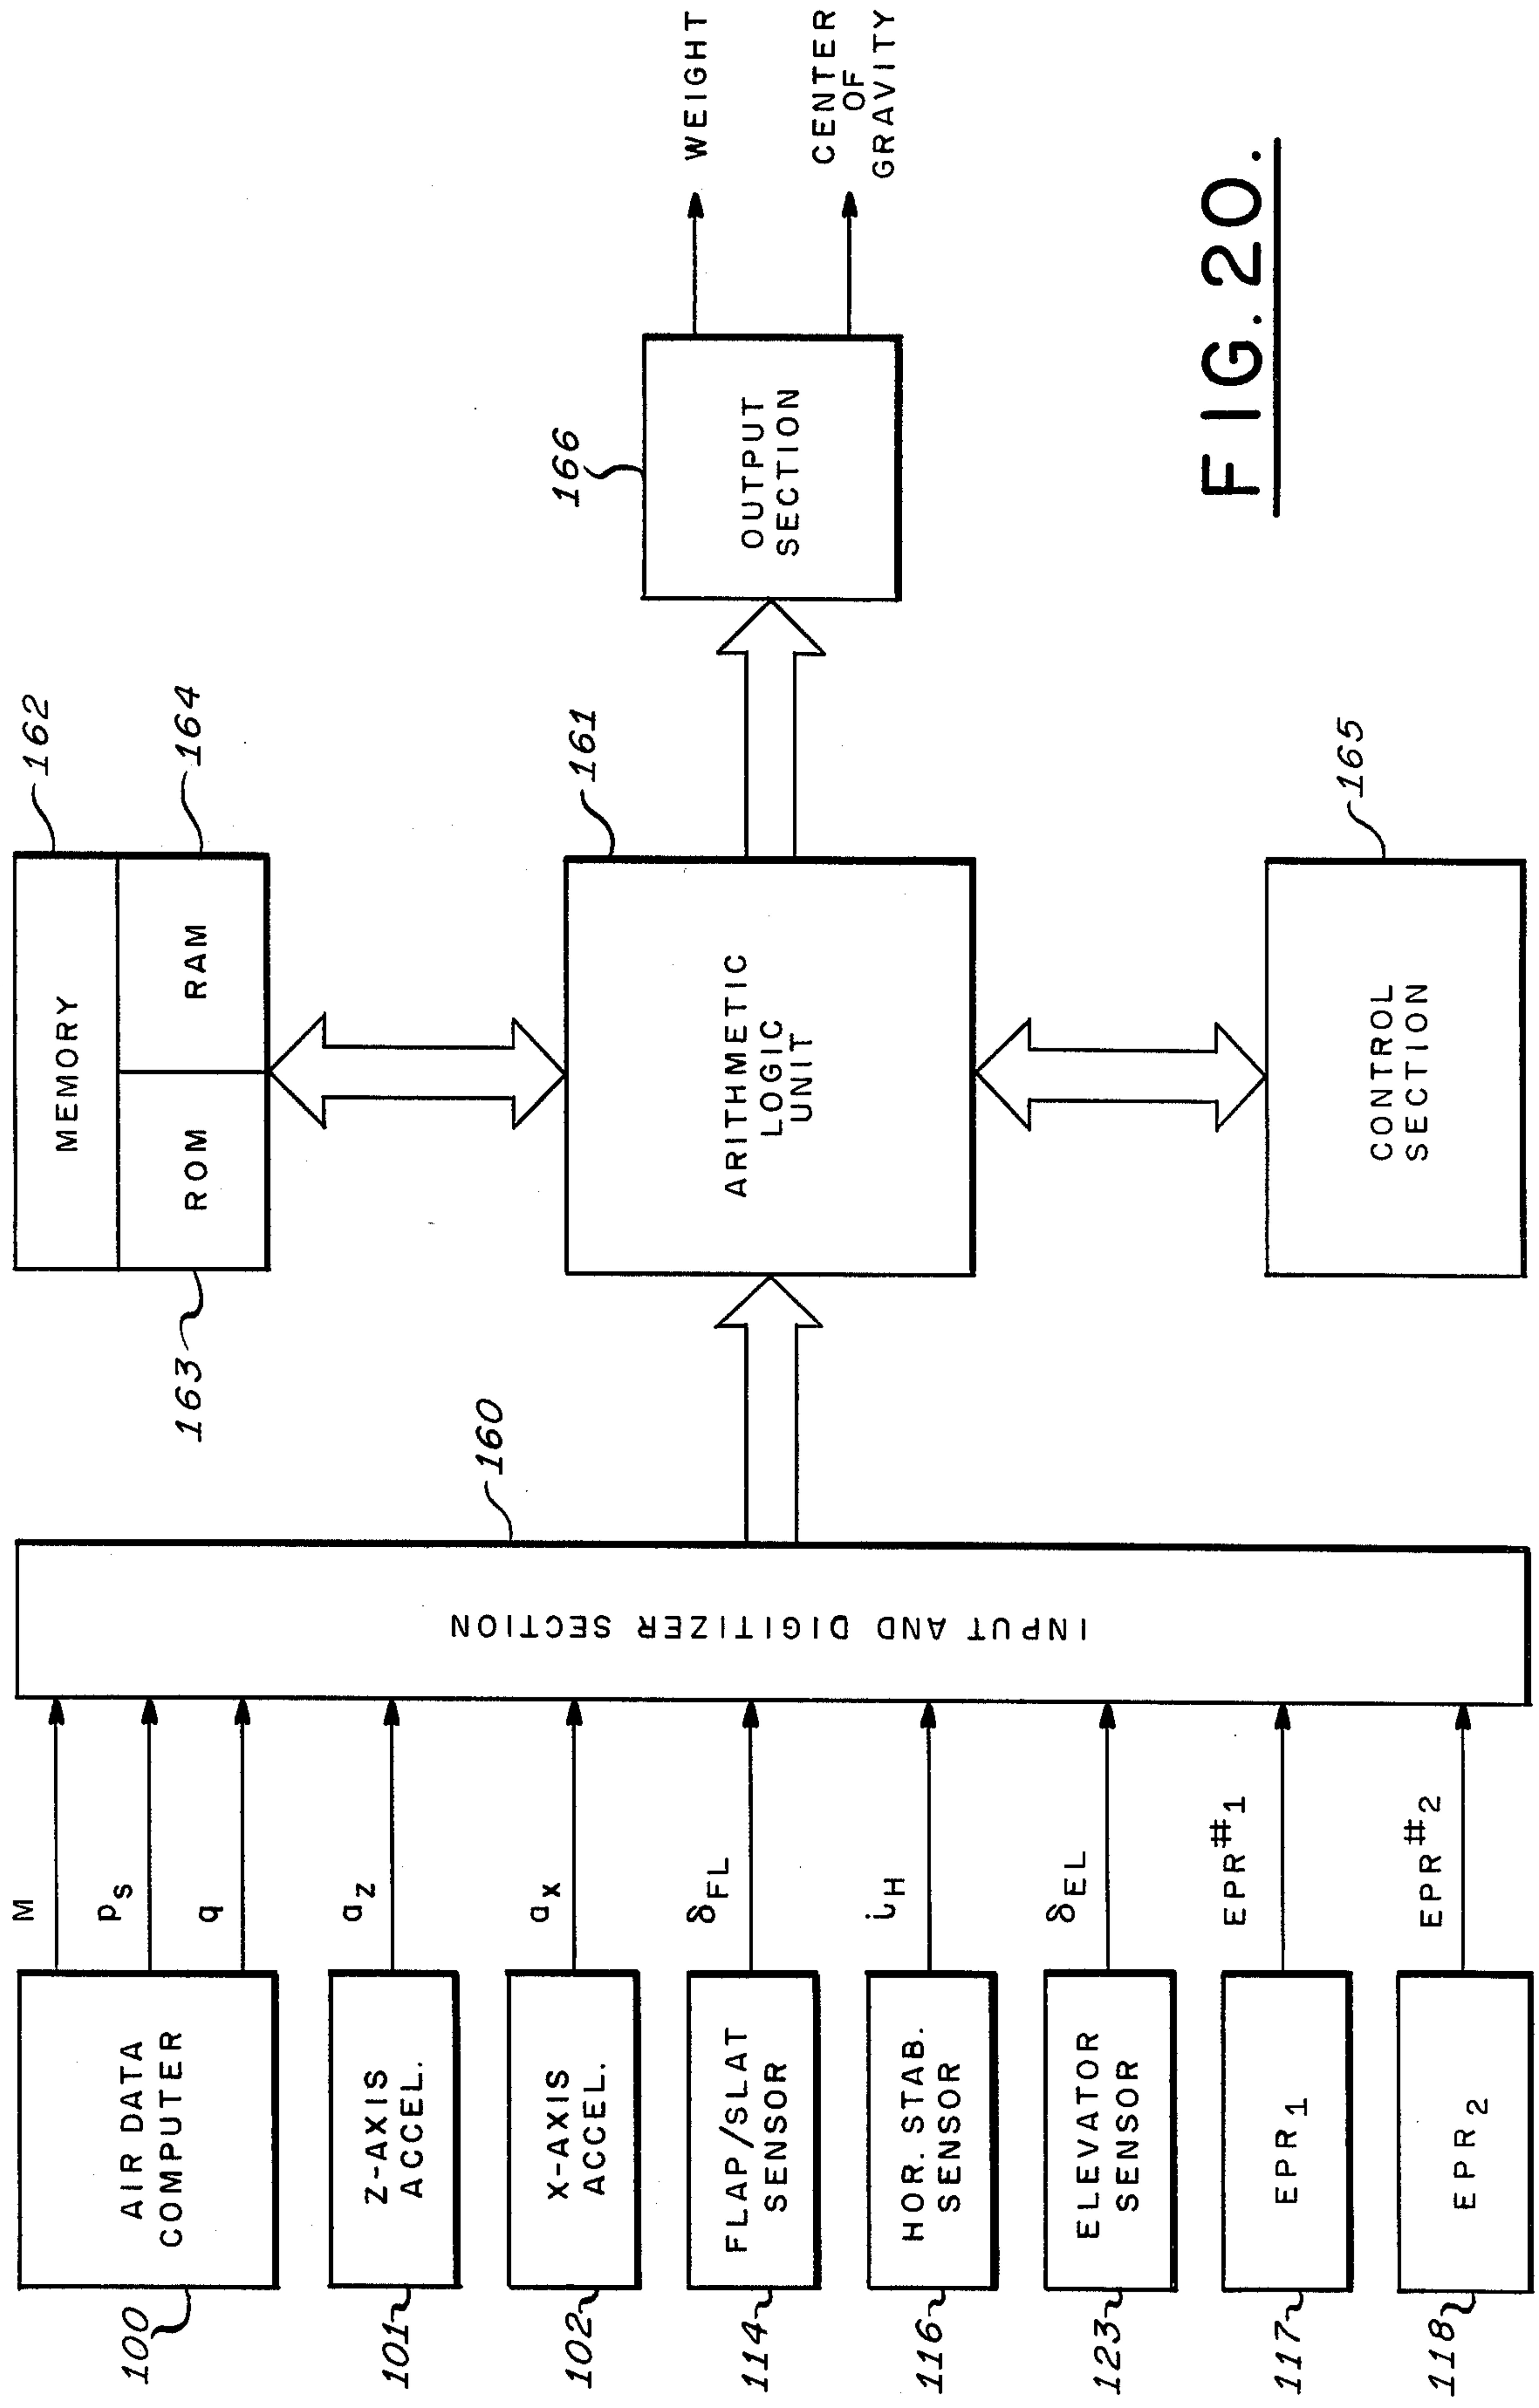 100
AIR DATA
COMPUTER
M
pS
q
101
Z-AXIS
ACCEL.
aZ
102
X-AXIS
ACCEL.
aX
114
FLAP/SLAT
SENSOR
δFL
116
HOR. STAB.
SENSOR
iH
123
ELEVATOR
SENSOR
δEL
117
EPR1
EPR#1
118
EPR2
EPR#2
160
INPUT AND DIGITIZER SECTION
162
MEMORY
163
ROM
RAM
164
161
ARITHMETIC
LOGIC
UNIT
165
CONTROL
SECTION
166
OUTPUT
SECTION
WEIGHT
CENTER
OF
GRAVITY
FIG. 20.